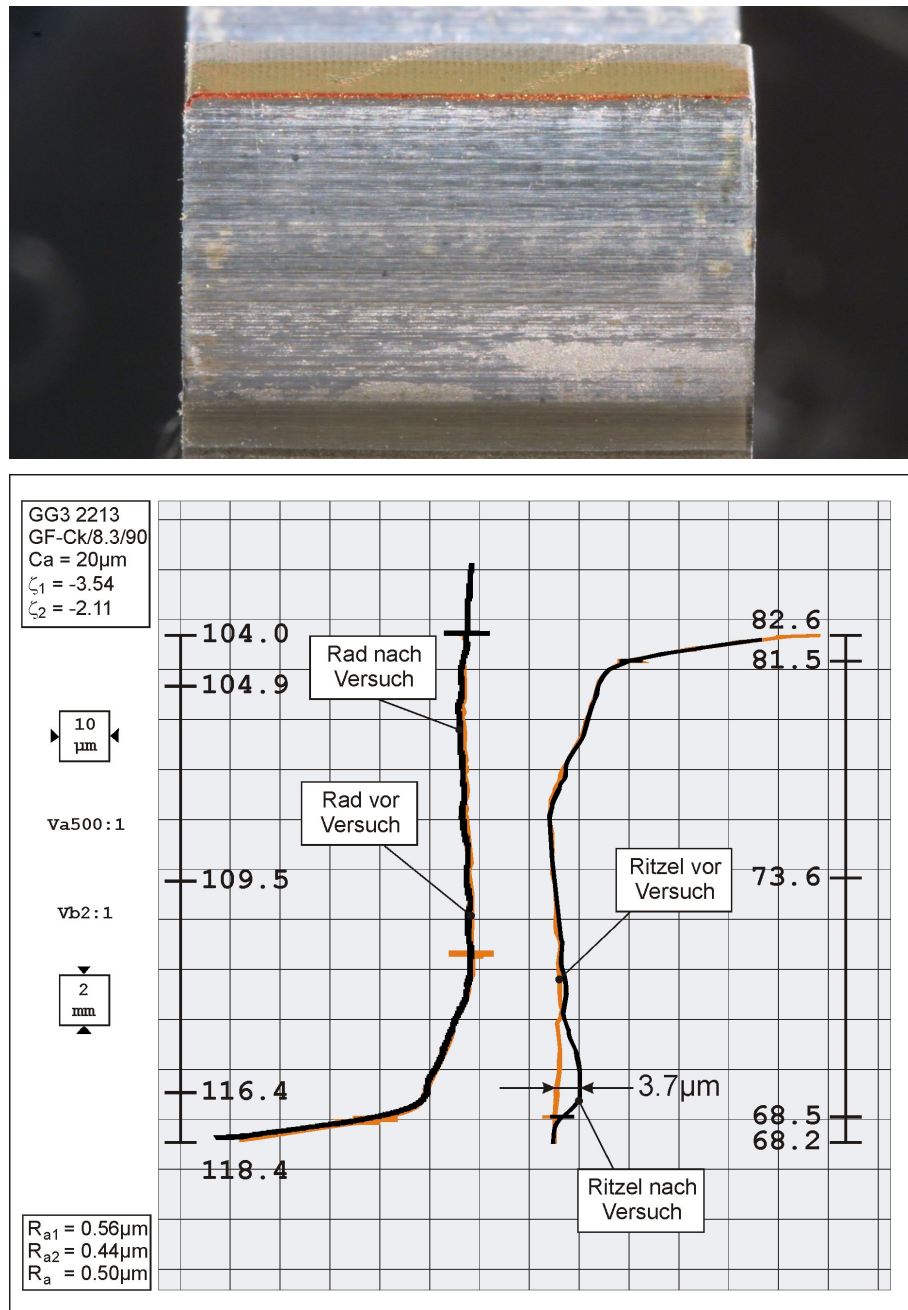 GG3 2213
GF-Ck/8.3/90
Ca = 20µm
ζ₁ = -3.54
ζ₂ = -2.11
104.0
104.9
109.5
116.4
118.4
10
µm
Va500:1
Vb2:1
2
mm
Rad nach
Versuch
Rad vor
Versuch
Ritzel vor
Versuch
3.7µm
Ritzel nach
Versuch
82.6
81.5
73.6
68.5
68.2
Rₐ₁ = 0.56µm
Rₐ₂ = 0.44µm
Rₐ = 0.50µm